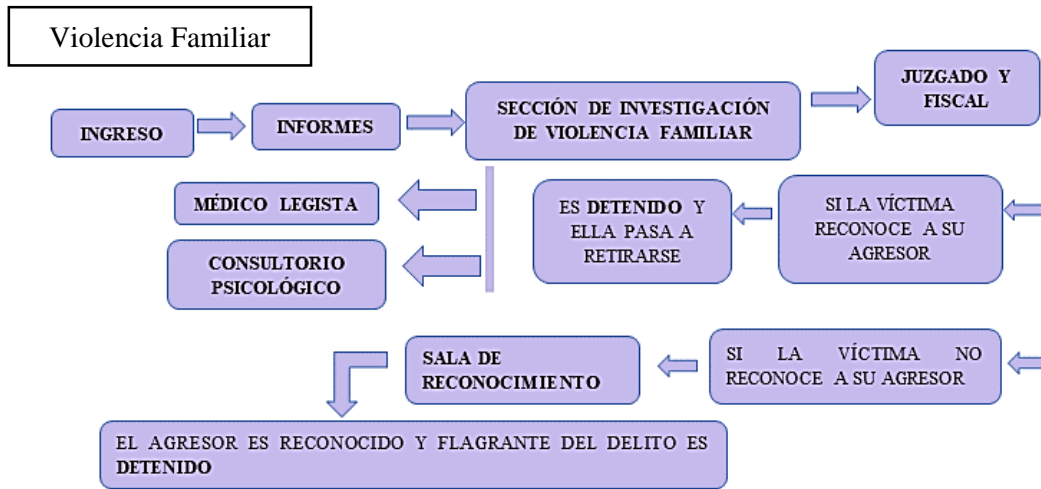 Violencia Familiar
INGRESO
INFORMES
SECCIÓN DE INVESTIGACIÓN
DE VIOLENCIA FAMILIAR
JUZGADO Y
FISCAL
MÉDICO LEGISTA
CONSULTORIO
PSICOLÓGICO
ES DETENIDO Y
ELLA PASA A
RETIRARSE
SI LA VÍCTIMA
RECONOCE A SU
AGRESOR
SALA DE
RECONOCIMIENTO
SI LA VÍCTIMA NO
RECONOCE A SU AGRESOR
EL AGRESOR ES RECONOCIDO Y FLAGRANTE DEL DELITO ES
DETENIDO